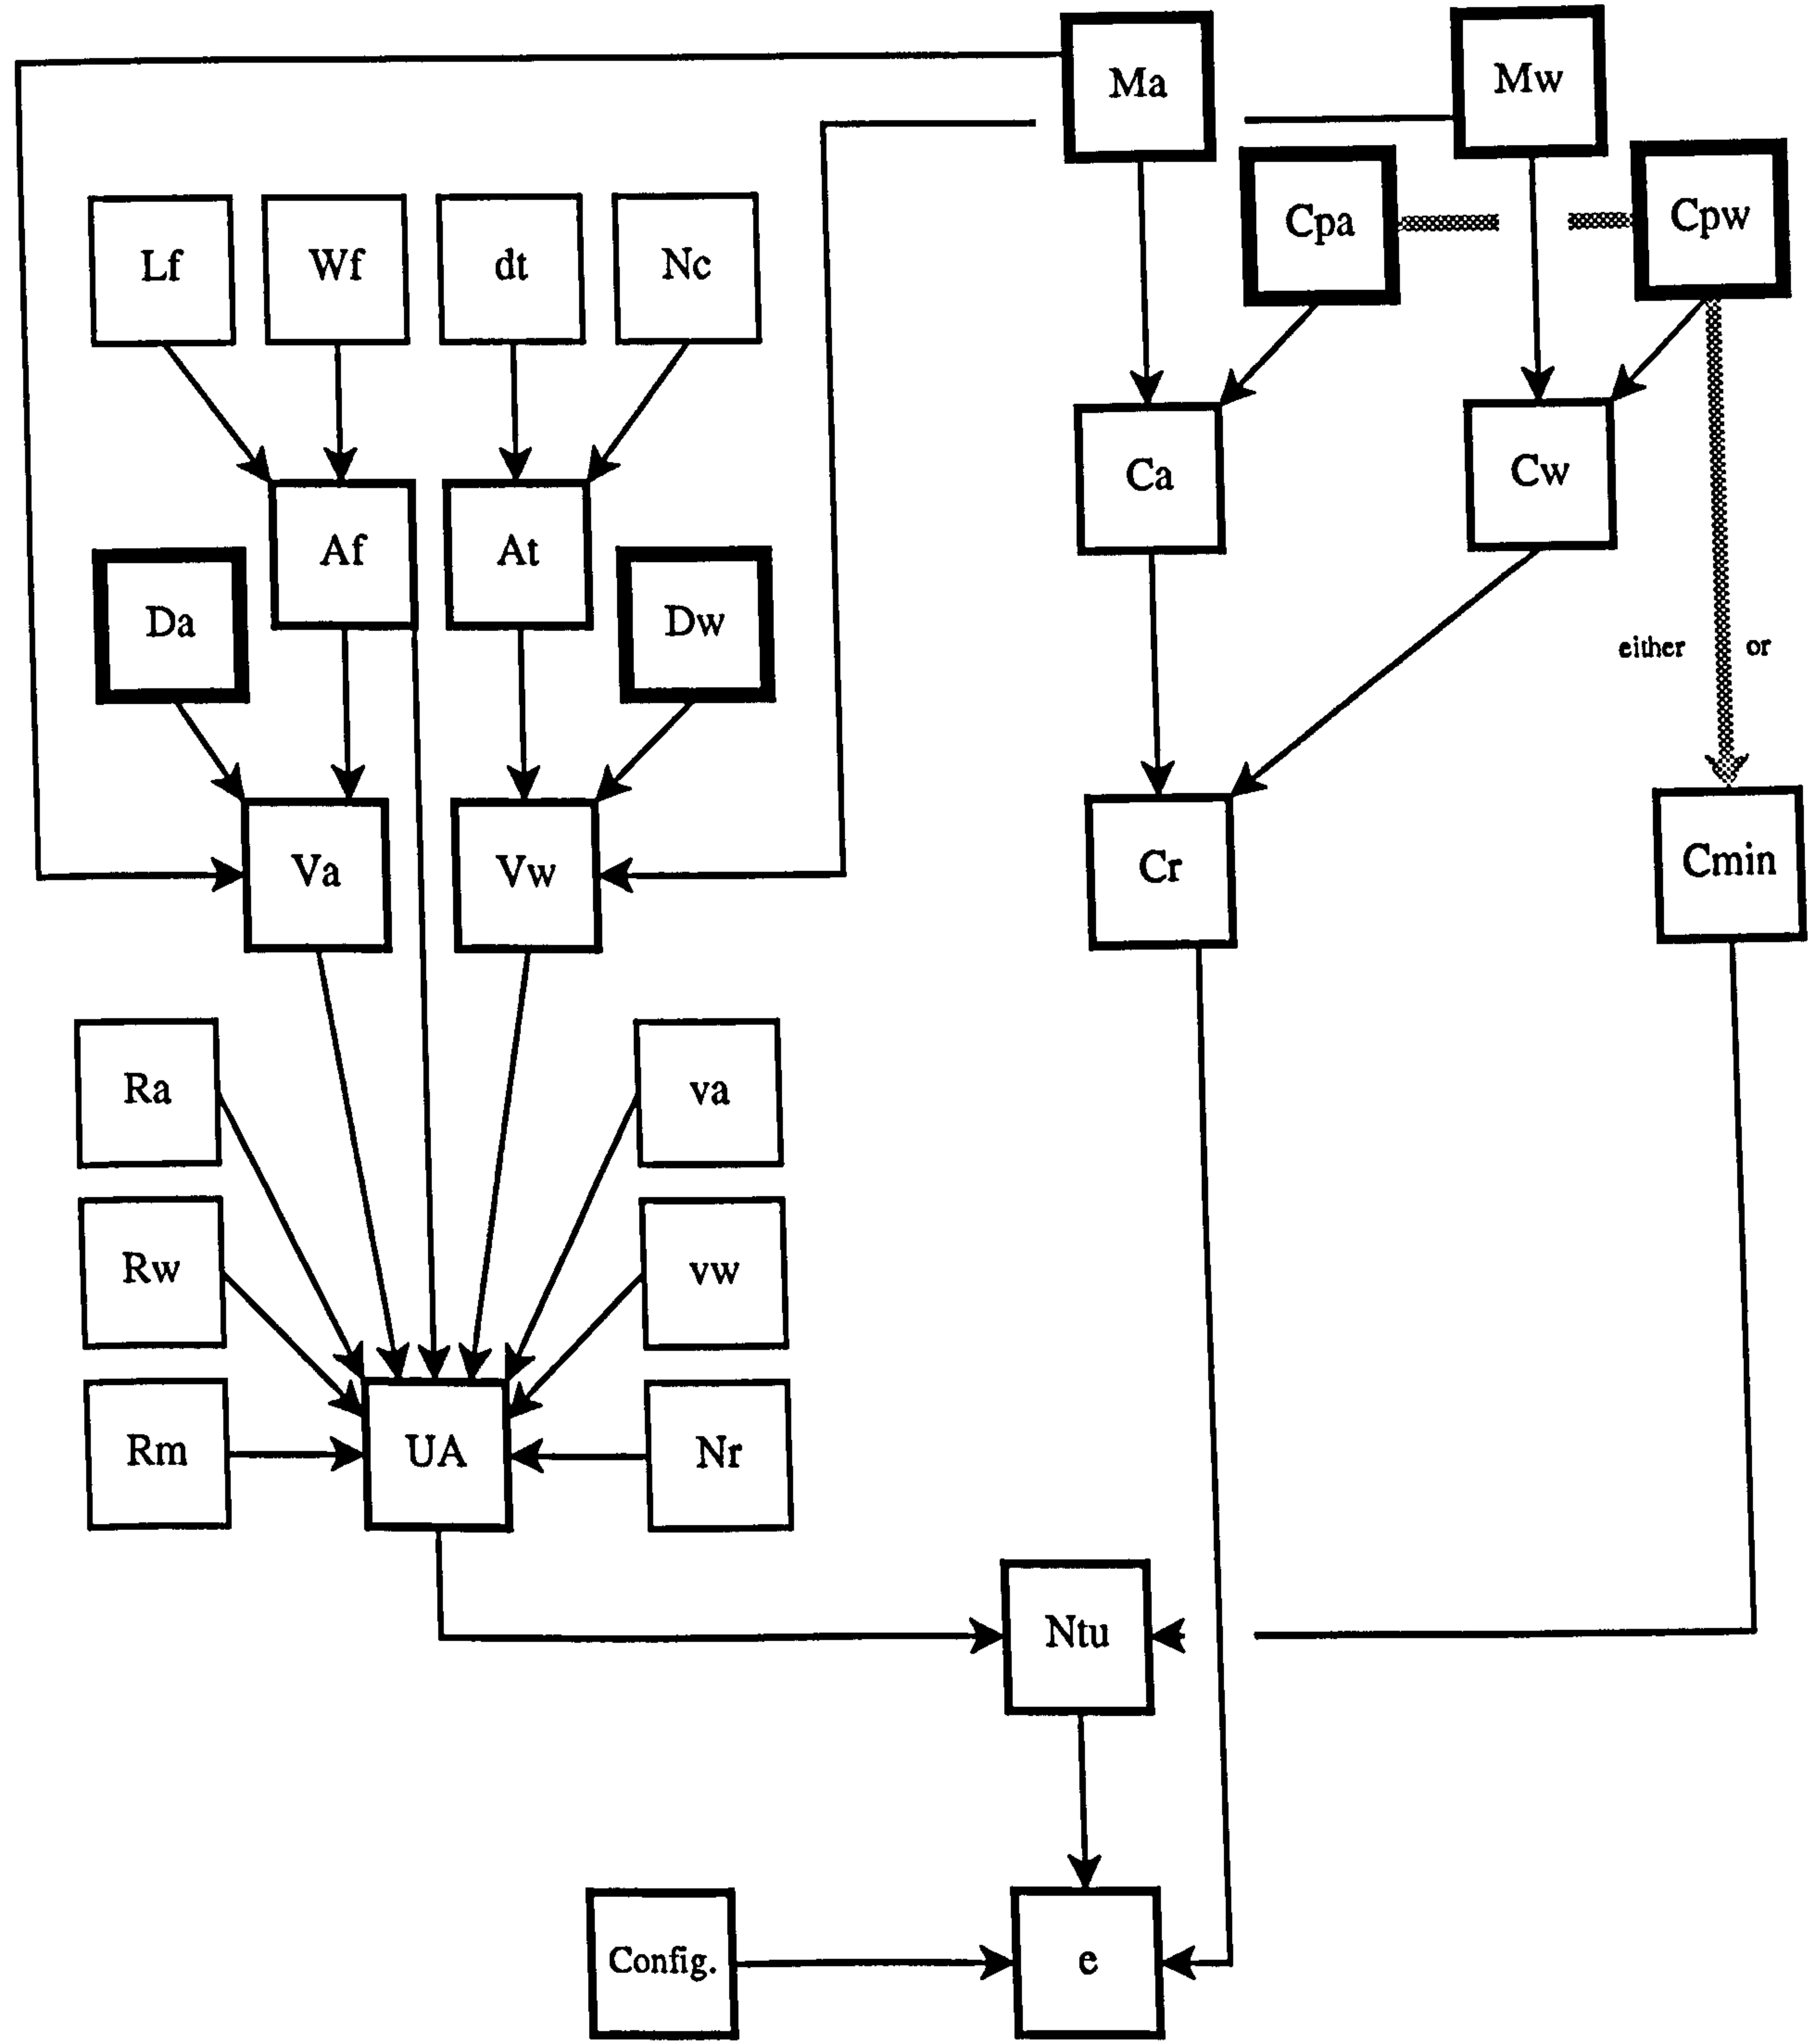 Ma
Mw
Cpa
Cpw
Lf
Wf
dt
Nc
Ca
Cw
Af
At
Da
Dw
either
or
Va
Vw
Cr
Cmin
Ra
va
Rw
vw
Rm
UA
Nr
Ntu
Config.
e